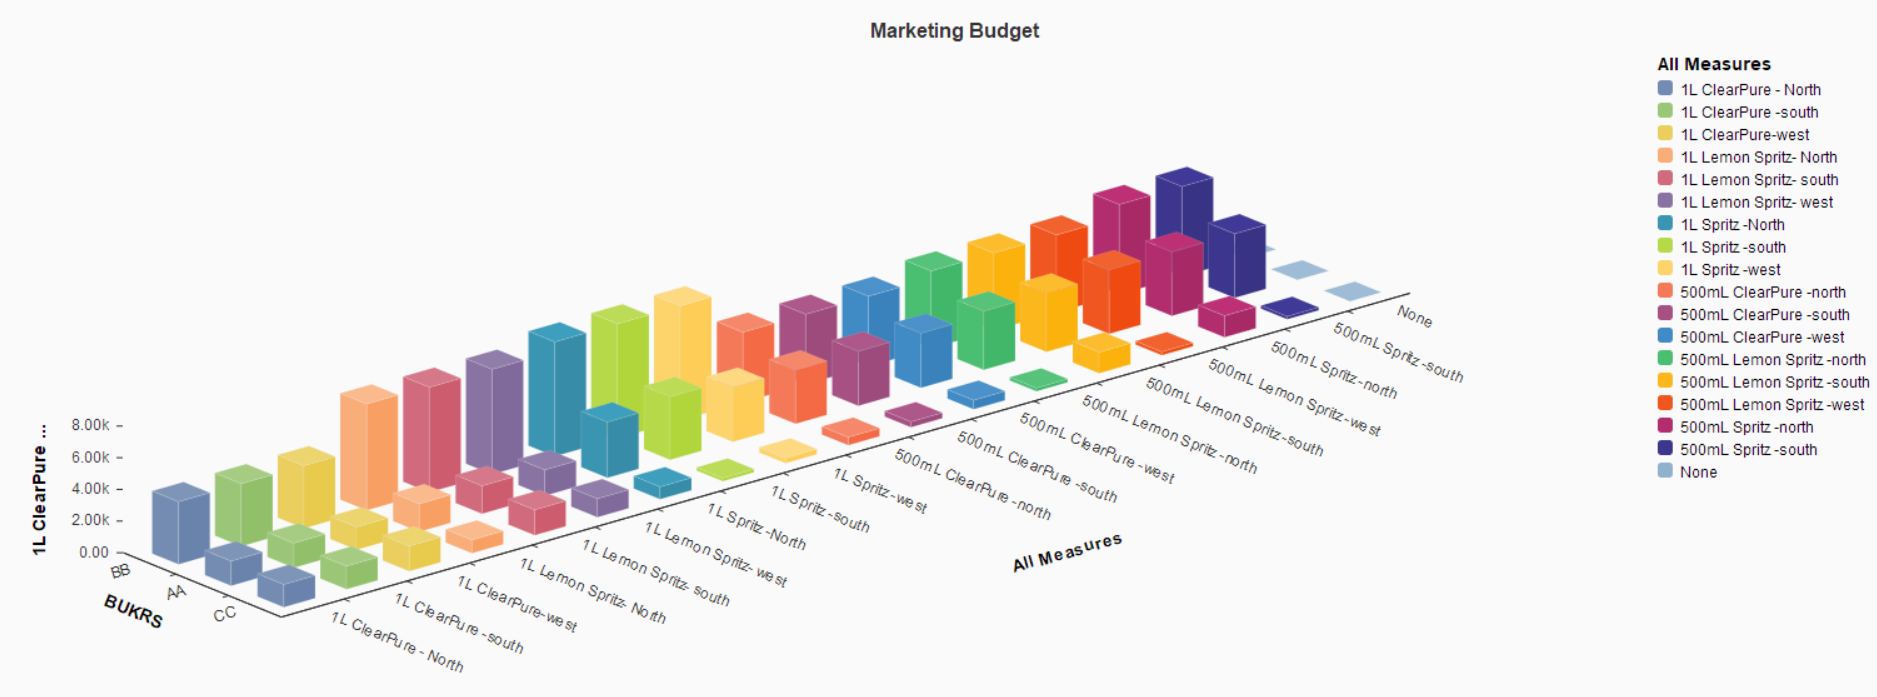 Marketing Budget
All Measures
1L ClearPure - North
1L ClearPure -south
1L ClearPure-west
1L Lemon Spritz- North
1L Lemon Spritz- south
1L Lemon Spritz- west
1L Spritz -North
1L Spritz -south
1L Spritz -west
500mL ClearPure -north
500mL ClearPure -south
500mL ClearPure -west
500mL Lemon Spritz -north
500mL Lemon Spritz -south
500mL Lemon Spritz -west
500mL Spritz -north
500mL Spritz -south
None
1L ClearPure ...
8.00k
6.00k
4.00k
2.00k
0.00
BB
AA
CC
BUKRS
1L ClearPure - North
1L ClearPure -south
1L ClearPure-west
1L Lemon Spritz- North
1L Lemon Spritz- south
1L Lemon Spritz- west
1L Spritz -North
1L Spritz -south
1L Spritz -west
500mL ClearPure -north
500mL ClearPure -south
500mL ClearPure -west
500mL Lemon Spritz -north
500mL Lemon Spritz -south
500mL Lemon Spritz -west
500mL Spritz -north
500mL Spritz -south
None
All Measures